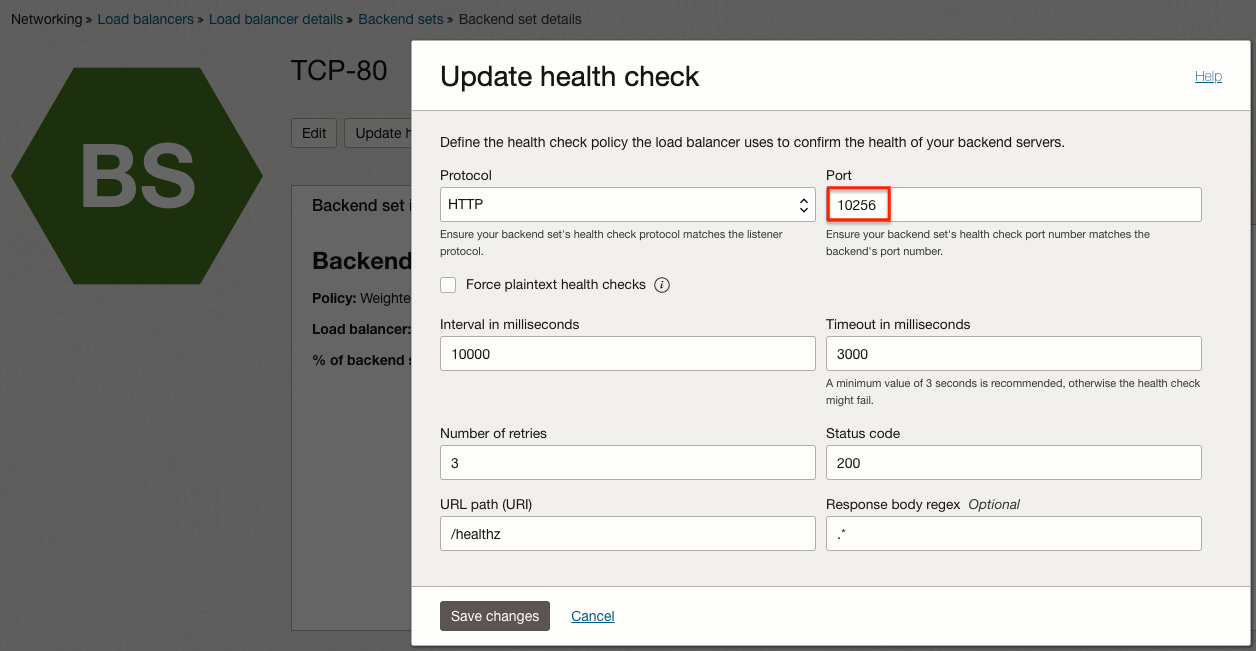 Networking » Load balancers » Load balancer details » Backend sets » Backend set details
BS
TCP-80
Edit
Update h
Backend set i
Backend
Policy: Weighte
Load balancer:
% of backend s
Update health check
Help
Define the health check policy the load balancer uses to confirm the health of your backend servers.
Protocol
HTTP
Ensure your backend set's health check protocol matches the listener
protocol.
Port
10256
Ensure your backend set's health check port number matches the
backend's port number.
Force plaintext health checks i
Interval in milliseconds
10000
Timeout in milliseconds
3000
A minimum value of 3 seconds is recommended, otherwise the health check
might fail.
Number of retries
3
Status code
200
URL path (URI)
/healthz
Response body regex Optional
.*
Save changes
Cancel